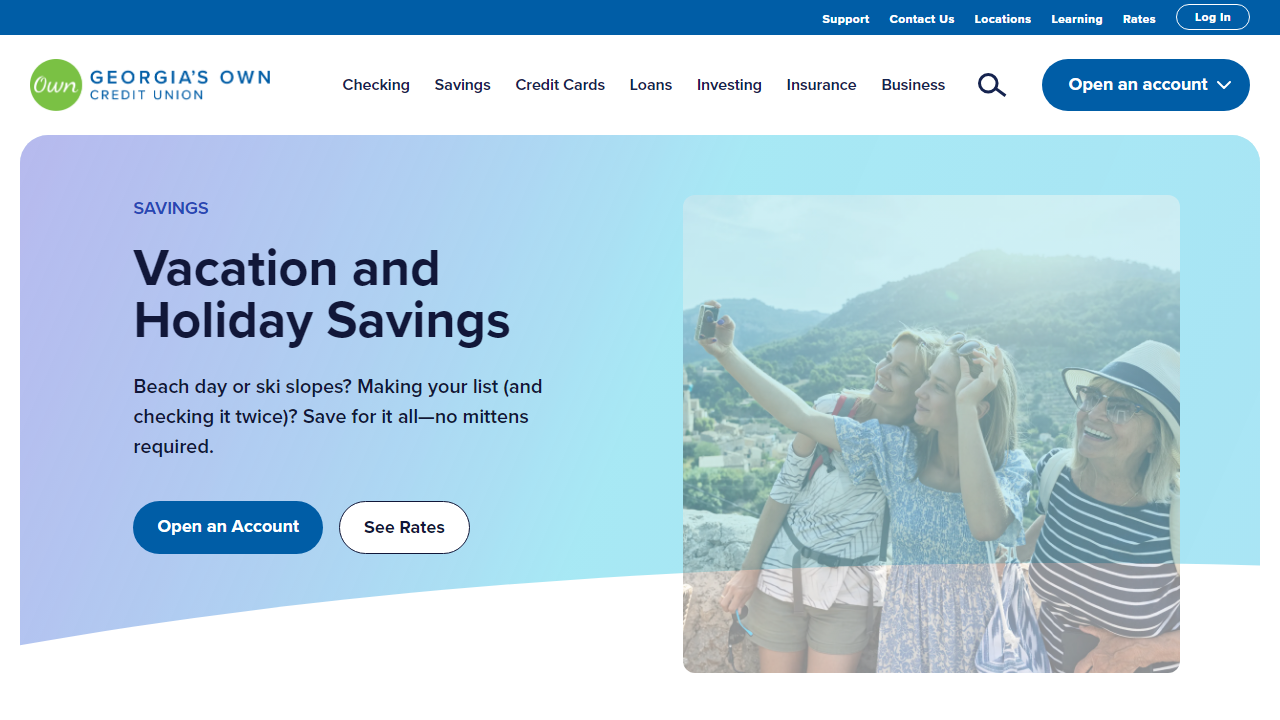 Support Contact Us Locations Learning Rates Log In
Own GEORGIA'S OWN
CREDIT UNION
Checking Savings Credit Cards Loans Investing Insurance Business Open an account
SAVINGS
Vacation and
Holiday Savings
Beach day or ski slopes? Making your list (and
checking it twice)? Save for it all—no mittens
required.
Open an Account See Rates